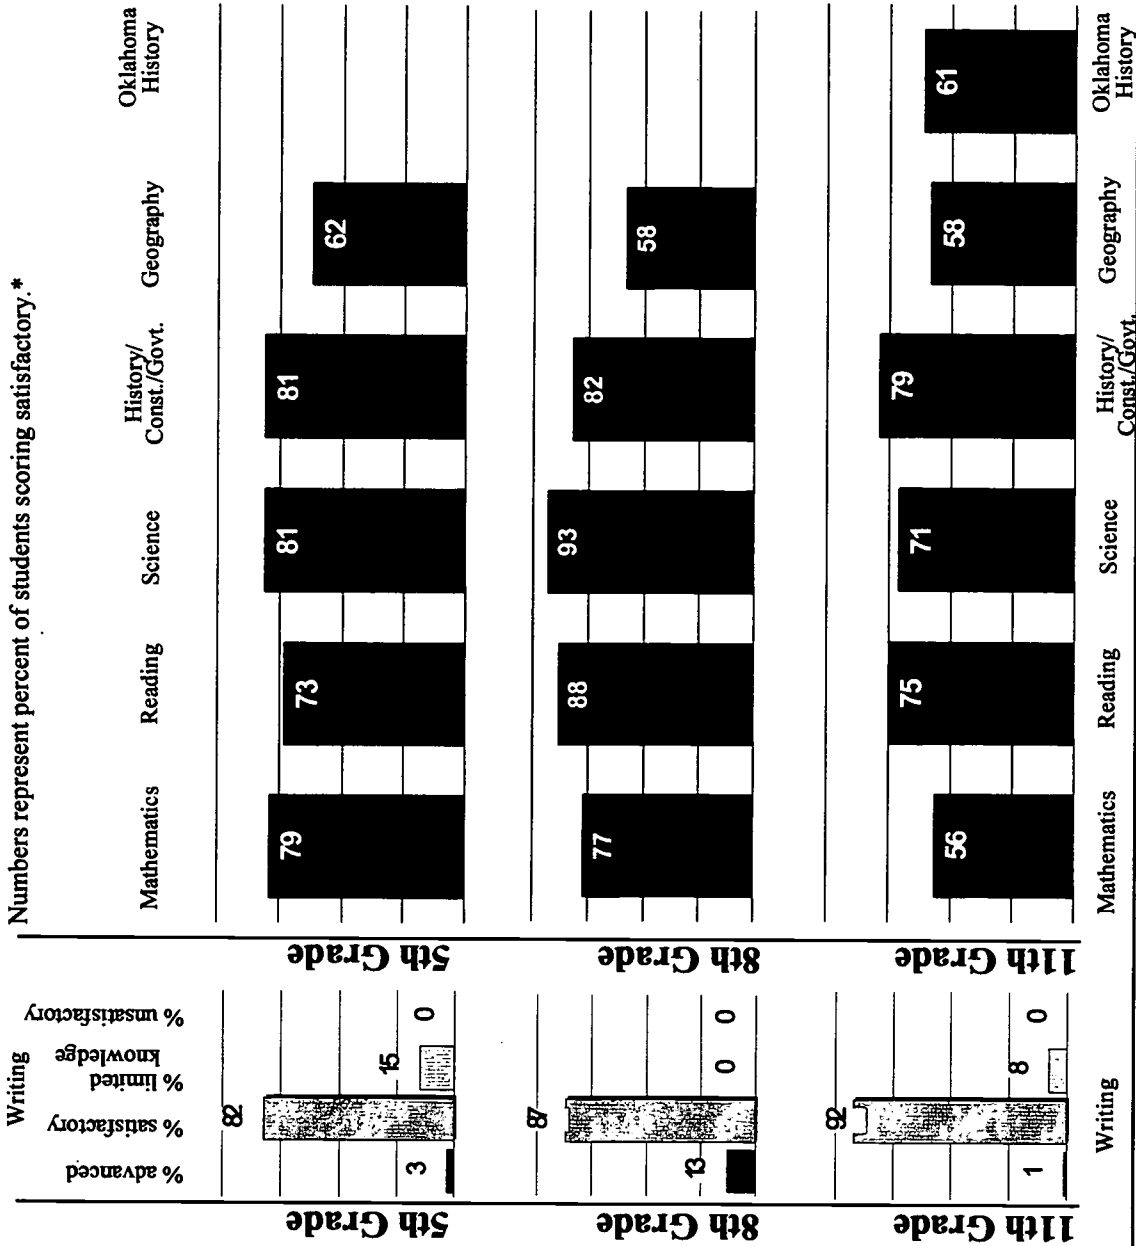 Numbers represent percent of students scoring satisfactory.*
Mathematics
Reading
Science
History/
Const./Govt.
Geography
Oklahoma
History
5th Grade
79
73
81
81
62
8th Grade
77
88
93
82
58
11th Grade
56
75
71
79
58
61
Mathematics
Reading
Science
History/
Const./Govt.
Geography
Oklahoma
History
Writing
% advanced
% satisfactory
% limited
knowledge
% unsatisfactory
5th Grade
3
82
15
0
8th Grade
13
87
0
0
11th Grade
1
92
8
0
Writing